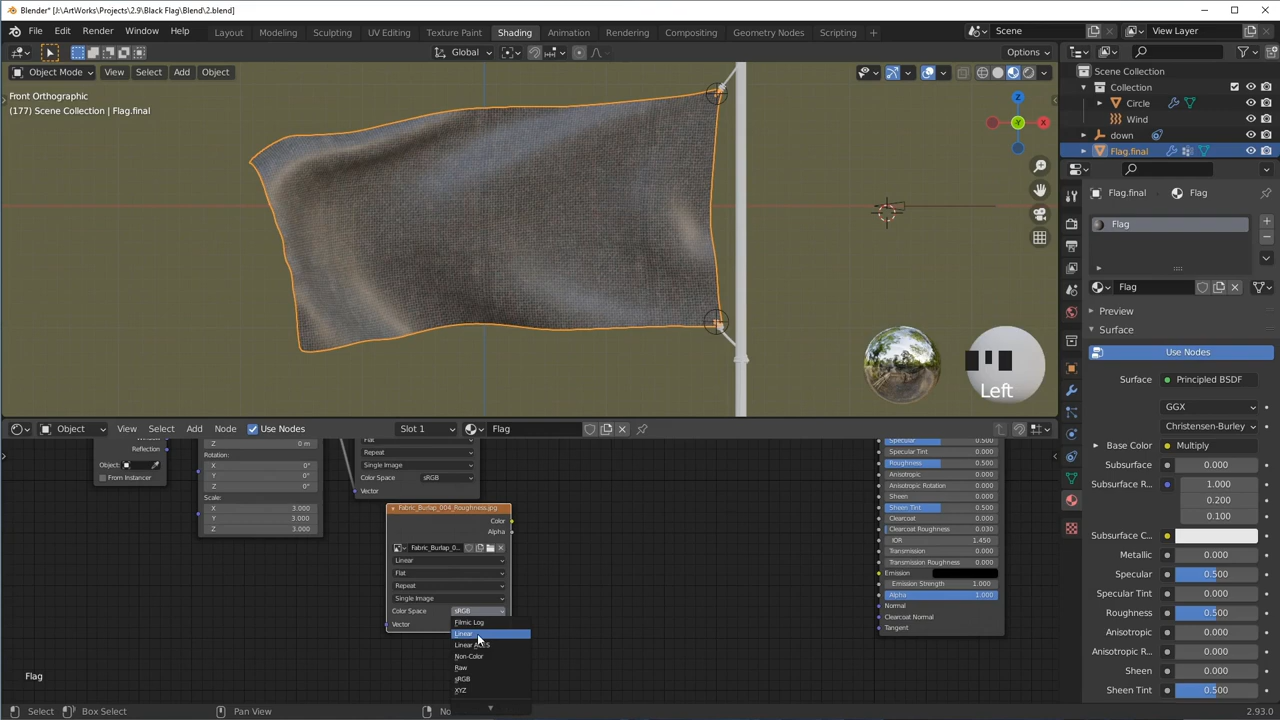 Blender* [J:\ArtWorks\Projects\2.9\Black Flag\Blend\2.blend]
File Edit Render Window Help Layout Modeling Sculpting UV Editing Texture Paint Shading Animation Rendering Compositing Geometry Nodes Scripting Scene View Layer
Global Options
Object Mode View Select Add Object
Front Orthographic
(177) Scene Collection | Flag.final
Z
X
Y
Left
Scene Collection
Collection
Circle
Wind
down
Flag.final
Flag.final Flag
Flag
Flag
Preview
Surface
Use Nodes
Surface Principled BSDF
GGX
Christensen-Burley
Base Color Multiply
Subsurface 0.000
Subsurface R... 1.000
0.200
0.100
Subsurface C...
Metallic 0.000
Specular 0.500
Specular Tint 0.000
Roughness 0.500
Anisotropic 0.000
Anisotropic R... 0.000
Sheen 0.000
Sheen Tint 0.500
Object View Select Add Node Use Nodes Slot 1 Flag
Reflection
Object:
From Instancer
Z 0 m
Rotation:
X 0°
Y 0°
Z 0°
Scale:
X 3.000
Y 3.000
Z 3.000
Flat
Repeat
Single Image
Color Space sRGB
Vector
Fabric_Burlap_004_Roughness.jpg
Color
Alpha
Fabric_Burlap_0...
Linear
Flat
Repeat
Single Image
Color Space sRGB
Vector
Filmic Log
Linear
Linear ACES
Non-Color
Raw
sRGB
XYZ
Specular 0.500
Specular Tint 0.000
Roughness 0.500
Anisotropic 0.000
Anisotropic Rotation 0.000
Sheen 0.000
Sheen Tint 0.500
Clearcoat 0.000
Clearcoat Roughness 0.030
IOR 1.450
Transmission 0.000
Transmission Roughness 0.000
Emission
Emission Strength 1.000
Alpha 1.000
Normal
Clearcoat Normal
Tangent
Flag
Select Box Select Pan View No 2.93.0